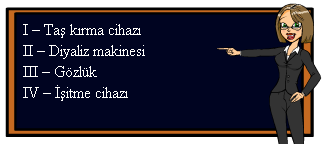 I – Taş kırma cihazı
II – Diyaliz makinesi
III – Gözlük
IV – İşitme cihazı